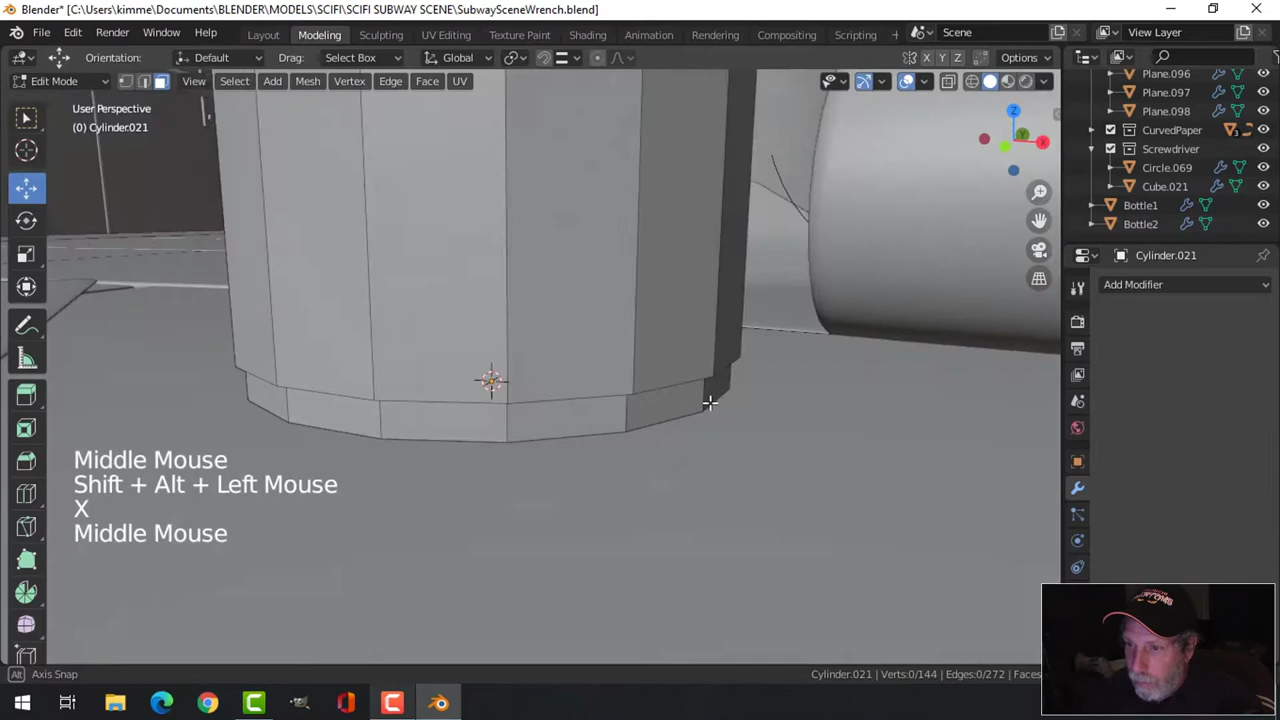 Blender* [C:\Users\kimme\Documents\BLENDER\MODELS\SCIFI\SCIFI SUBWAY SCENE\SubwaySceneWrench.blend]
File Edit Render Window Help Layout Modeling Sculpting UV Editing Texture Paint Shading Animation Rendering Compositing Scripting Scene View Layer
Orientation: Default Drag: Select Box Global Options
Edit Mode View Select Add Mesh Vertex Edge Face UV
X Y Z
User Perspective
(0) Cylinder.021
Z
Y
X
Plane.096
Plane.097
Plane.098
CurvedPaper 3
Screwdriver
Circle.069
Cube.021
Bottle1
Bottle2
Cylinder.021
Add Modifier
Middle Mouse
Shift + Alt + Left Mouse
X
Middle Mouse
Alt Axis Snap
Cylinder.021 | Verts:0/144 | Edges:0/272 | Faces